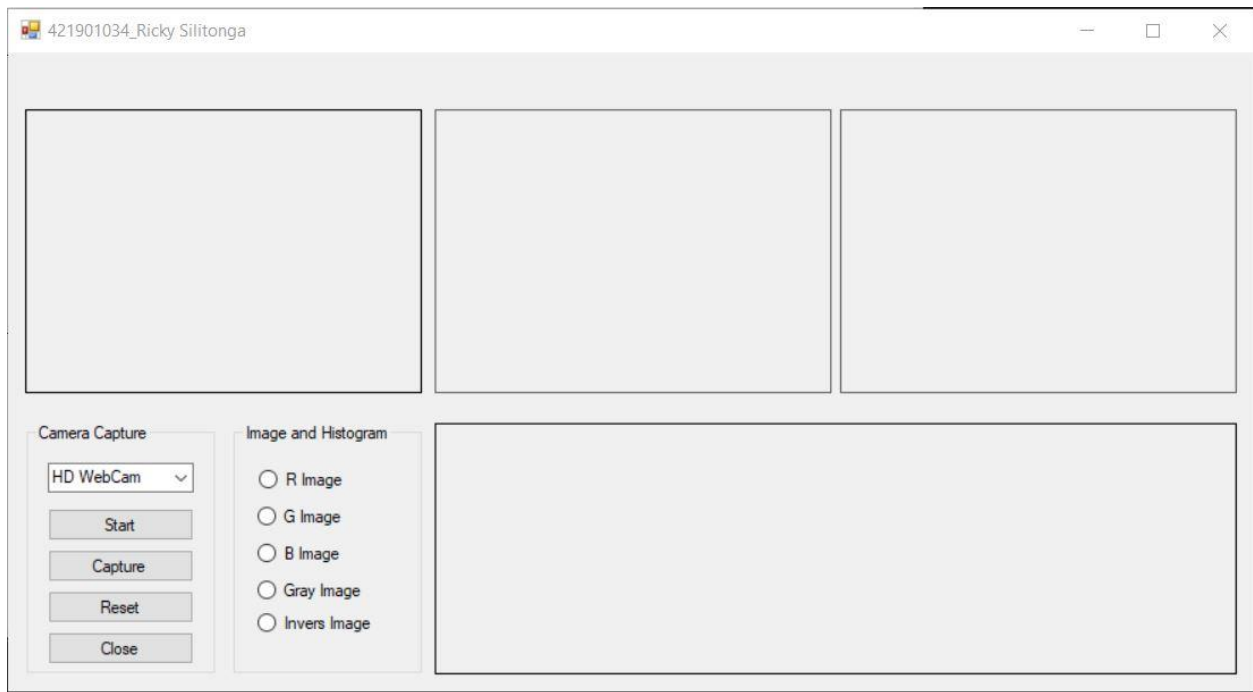 421901034_Ricky Silitonga
Camera Capture
HD WebCam
Start
Capture
Reset
Close
Image and Histogram
R Image
G Image
B Image
Gray Image
Invers Image